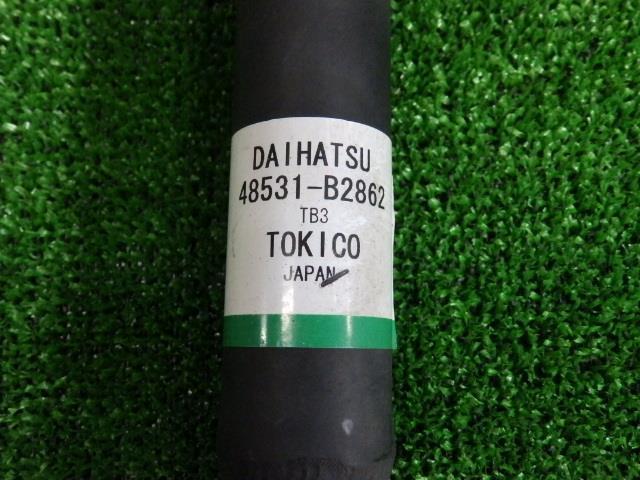 DAIHATSU
48531-B2862
TB3
TOKICO
JAPAN